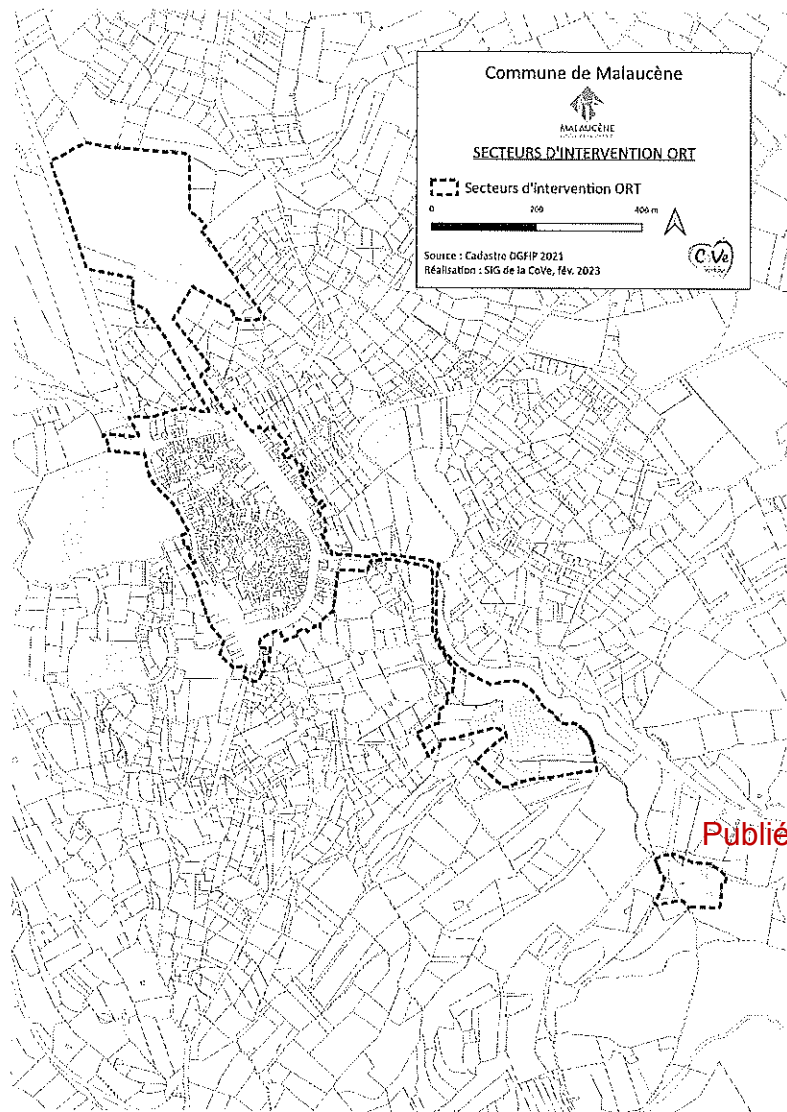 Commune de Malaucène
MALAUCÈNE
SECTEURS D'INTERVENTION ORT
Secteurs d'intervention ORT
0 200 400 m
Source : Cadastre DGFIP 2021
Réalisation : SIG de la CoVe, fév. 2023
CoVe
Publié